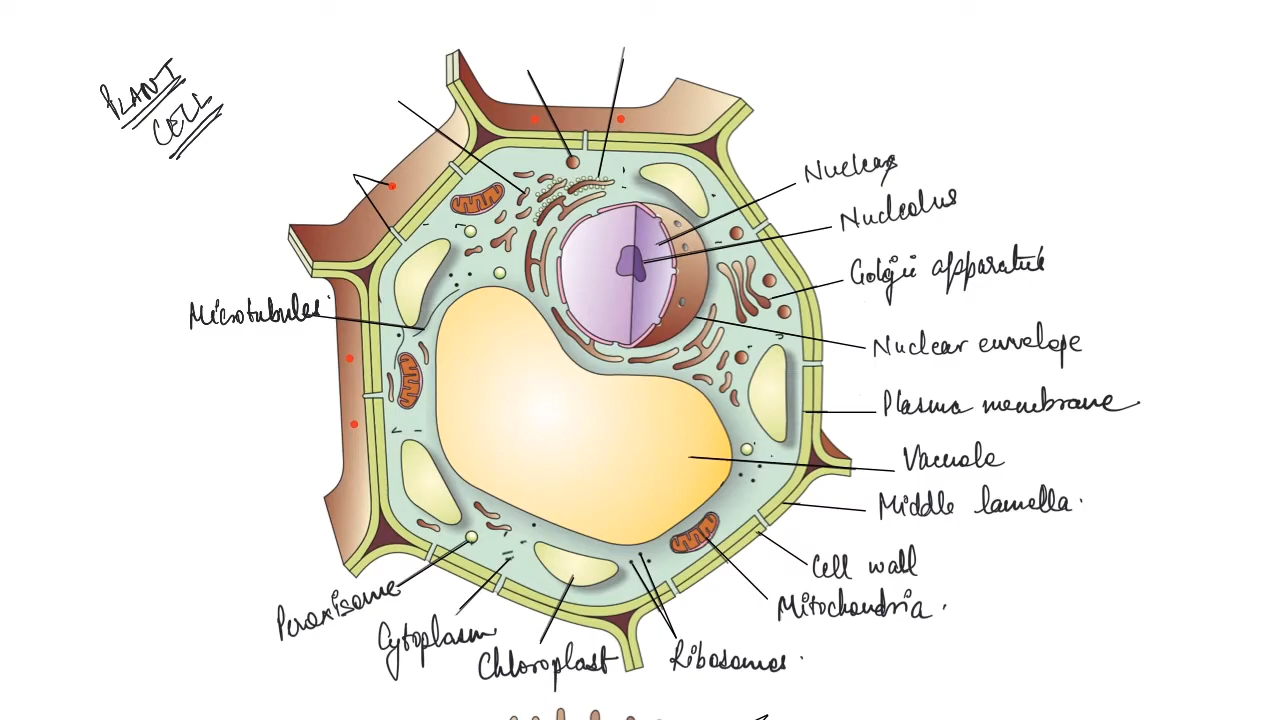 PLANT
CELL
Nucleus
Nucleolus
Golgi apparatus
Nuclear envelope
Plasma membrane
Vacuole
Middle lamella.
Cell wall
Mitochondria.
Ribosomes.
Chloroplast
Cytoplasm
Peroxisome
Microtubules.